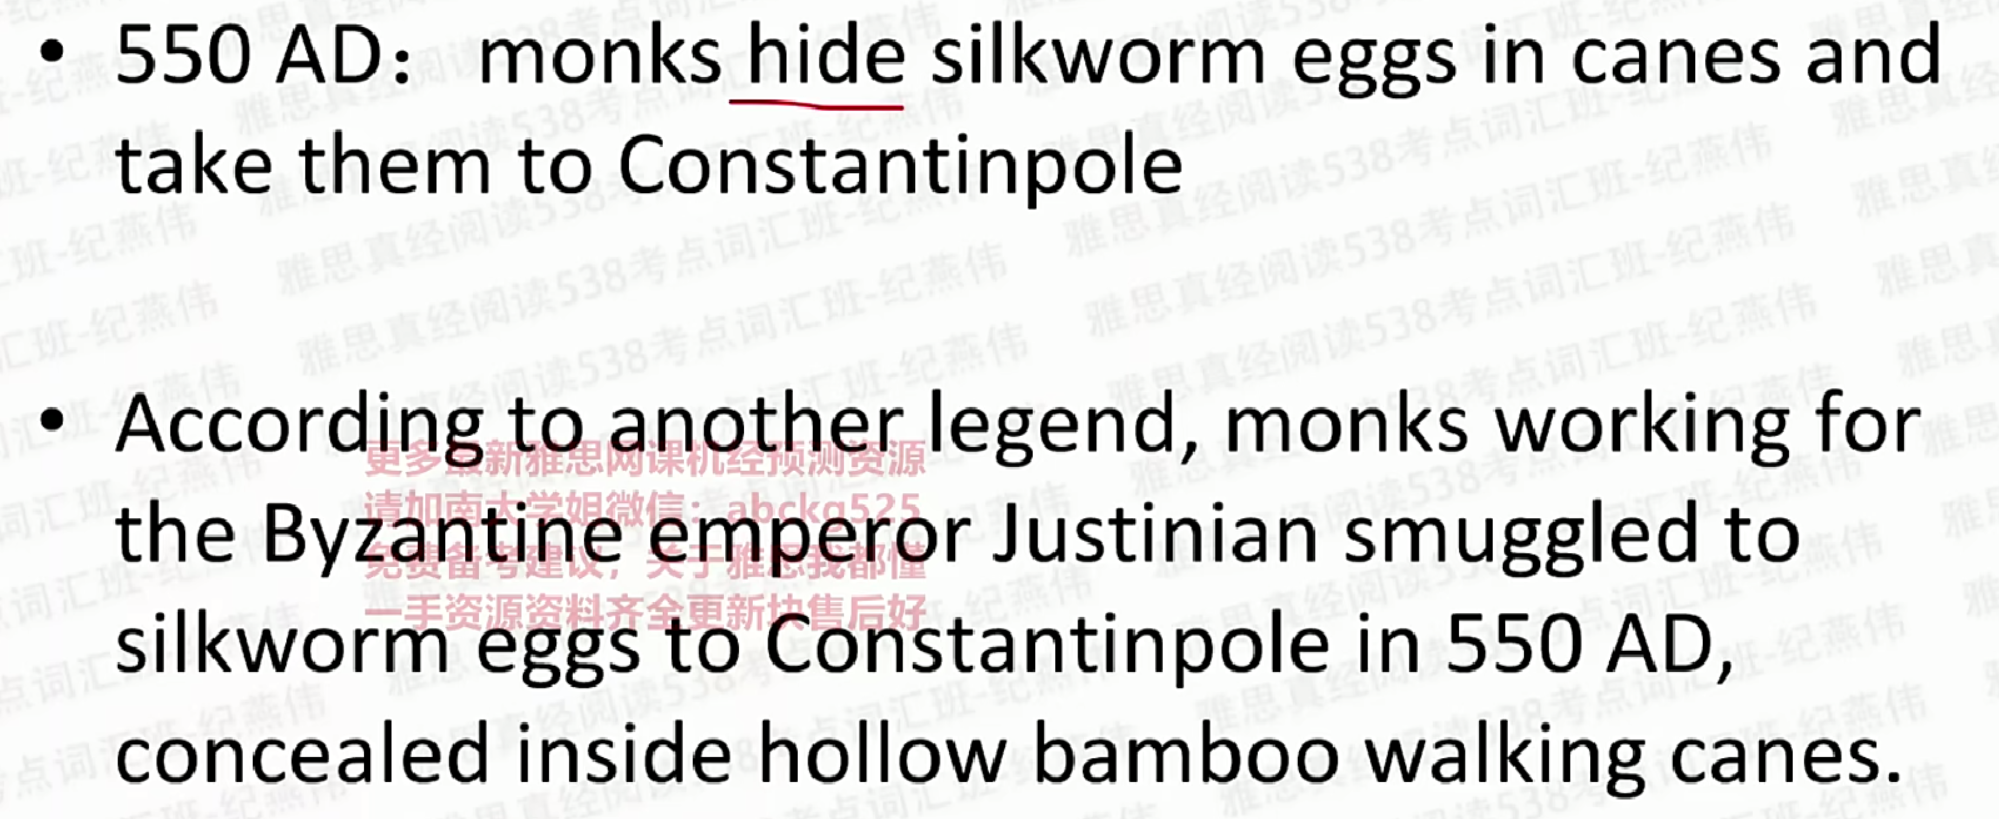 • 550 AD： monks hide silkworm eggs in canes and
take them to Constantinpole
• According to another legend, monks working for
the Byzantine emperor Justinian smuggled to
silkworm eggs to Constantinpole in 550 AD,
concealed inside hollow bamboo walking canes.
更多最新雅思网课机经预测资源
请加南大学姐微信：abckg525
免费备考建议，关于雅思我都懂
一手资源资料齐全更新快售后好
雅思真经阅读538考点词汇班-纪燕伟